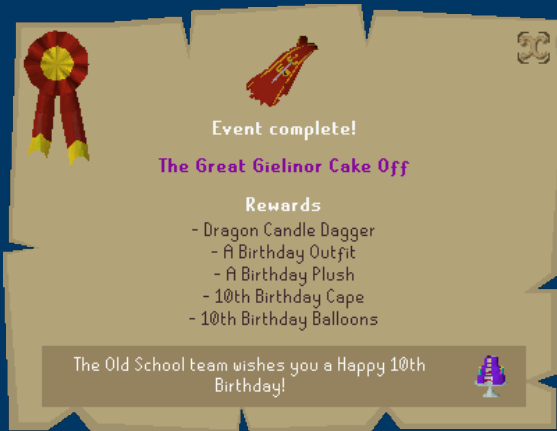 Event complete!
The Great Gielinor Cake Off
Rewards
- Dragon Candle Dagger
- A Birthday Outfit
- A Birthday Plush
- 10th Birthday Cape
- 10th Birthday Balloons
The Old School team wishes you a Happy 10th
Birthday!